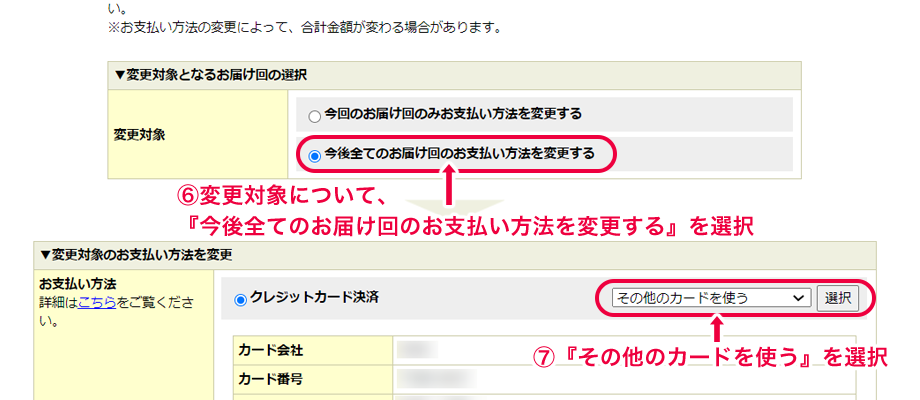 い。
※お支払い方法の変更によって、合計金額が変わる場合があります。
▼変更対象となるお届け回の選択
変更対象
今回のお届け回のみお支払い方法を変更する
今後全てのお届け回のお支払い方法を変更する
⑥変更対象について、
『今後全てのお届け回のお支払い方法を変更する』を選択
▼変更対象のお支払い方法を変更
お支払い方法
詳細はこちらをご覧くださ
い。
クレジットカード決済
その他のカードを使う
選択
カード会社
⑦『その他のカードを使う』を選択
カード番号